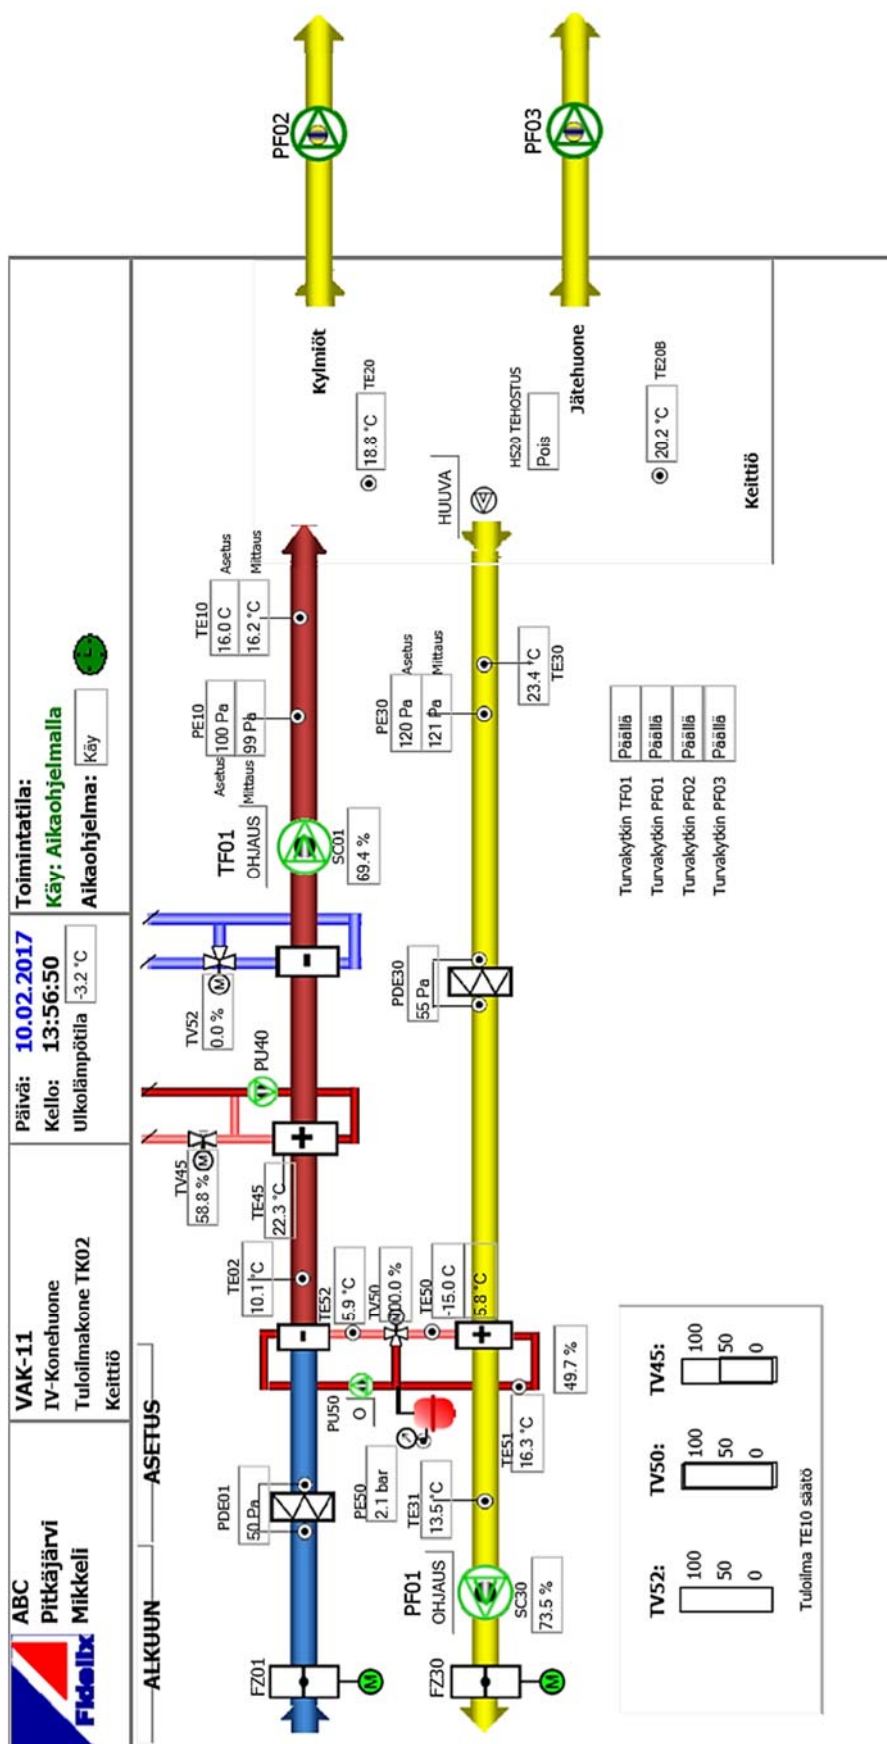 Fidelix
ABC
Pitkäjärvi
Mikkeli
VAK-11
IV-Konehuone
Tuloilmakone TK02
Keittiö
Päivä: 10.02.2017
Kello: 13:56:50
Ulkolämpötila -3.2 °C
Toimintatila:
Käy: Aikaohjelmalla
Aikaohjelma: Käy
ALKUUN
ASETUS
FZ01
M
PDE01
50 Pa
PU50
O
TE52
5.9 °C
TE02
10.1 °C
TE45
22.3 °C
TV45
58.8 %
M
PU40
TV52
0.0 %
M
TF01
OHJAUS
SC01
69.4 %
PE10
Asetus 100 Pa
Mittaus 99 Pa
TE10
16.0 C Asetus
16.2 °C Mittaus
Kylmiöt
PF02
18.8 °C TE20
PE50
2.1 bar
TV50
100.0 %
TE50
-15.0 C
5.8 °C
49.7 %
TE51
16.3 °C
TE31
13.5 °C
PF01
OHJAUS
SC30
73.5 %
FZ30
M
PDE30
55 Pa
PE30
120 Pa Asetus
121 Pa Mittaus
23.4 °C
TE30
HUUVA
HS20 TEHOSTUS
Pois
Jätehuone
PF03
20.2 °C TE20B
Keittiö
Turvakytkin TF01 Päällä
Turvakytkin PF01 Päällä
Turvakytkin PF02 Päällä
Turvakytkin PF03 Päällä
TV52:
100
50
0
TV50:
100
50
0
TV45:
100
50
0
Tuloilma TE10 säätö